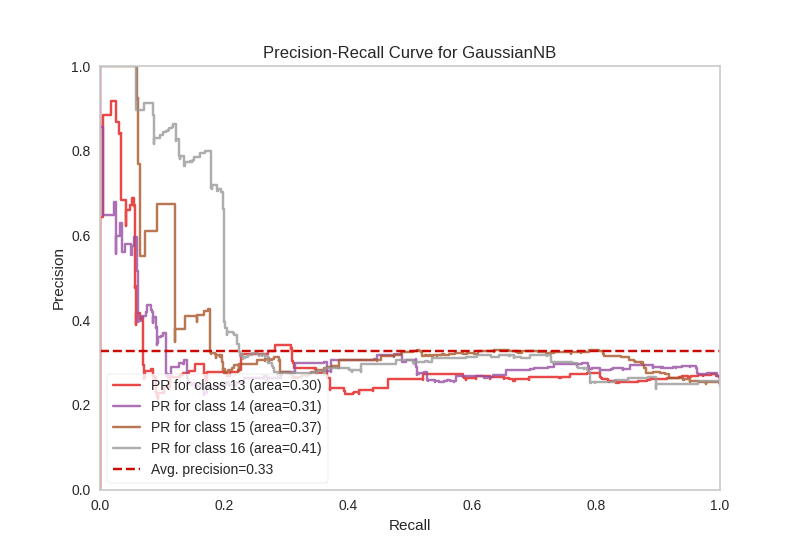 Precision-Recall Curve for GaussianNB
1.0
0.8
0.6
0.4
0.2
0.0
Precision
PR for class 13 (area=0.30)
PR for class 14 (area=0.31)
PR for class 15 (area=0.37)
PR for class 16 (area=0.41)
Avg. precision=0.33
0.0 0.2 0.4 0.6 0.8 1.0
Recall